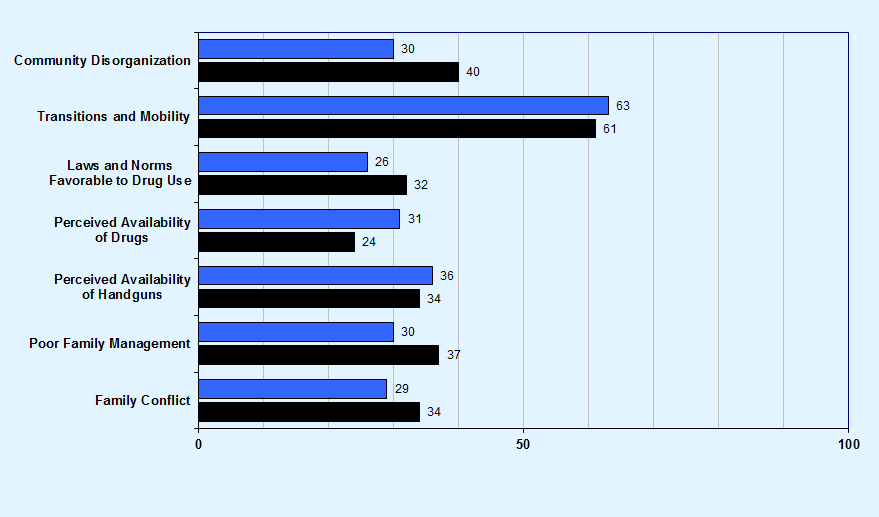 Community Disorganization
30
40
Transitions and Mobility
63
61
Laws and Norms
Favorable to Drug Use
26
32
Perceived Availability
of Drugs
31
24
Perceived Availability
of Handguns
36
34
Poor Family Management
30
37
Family Conflict
29
34
0 50 100